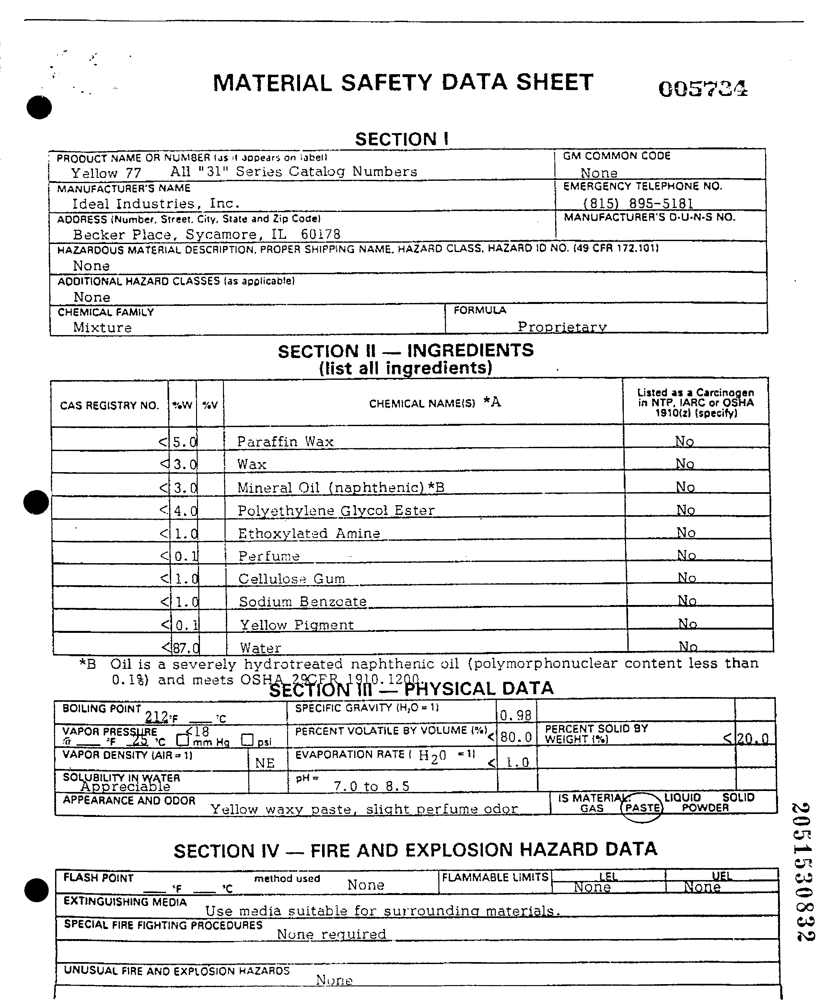 MATERIAL SAFETY DATA SHEET 005734
SECTION I
PRODUCT NAME OR NUMBER (as it appears on label) GM COMMON CODE
Yellow 77 All "31" Series Catalog Numbers None
MANUFACTURER'S NAME EMERGENCY TELEPHONE NO.
Ideal Industries, Inc. (815) 895-5181
ADDRESS (Number, Street, City, State and Zip Code) MANUFACTURER'S D-U-N-S NO.
Becker Place, Sycamore, IL 60178
HAZARDOUS MATERIAL DESCRIPTION, PROPER SHIPPING NAME, HAZARD CLASS, HAZARD ID NO. (49 CFR 172.101)
None
ADDITIONAL HAZARD CLASSES (as applicable)
None
CHEMICAL FAMILY FORMULA
Mixture Proprietary
SECTION II — INGREDIENTS
(list all ingredients)
CAS REGISTRY NO. %W %V CHEMICAL NAME(S) *A Listed as a Carcinogen in NTP, IARC or OSHA 1910(z) (specify)
< 5.0 Paraffin Wax No
< 3.0 Wax No
< 3.0 Mineral Oil (naphthenic) *B No
< 4.0 Polyethylene Glycol Ester No
< 1.0 Ethoxylated Amine No
< 0.1 Perfume No
< 1.0 Cellulose Gum No
< 1.0 Sodium Benzoate No
< 0.1 Yellow Pigment No
<87.0 Water No
*B Oil is a severely hydrotreated naphthenic oil (polymorphonuclear content less than
0.1%) and meets OSHA 29CFR 1910.1200.
SECTION III — PHYSICAL DATA
BOILING POINT 212 °F °C SPECIFIC GRAVITY (H2O = 1) 0.98
VAPOR PRESSURE <18 @ °F 25 °C mm Hg psi PERCENT VOLATILE BY VOLUME (%) < 80.0 PERCENT SOLID BY WEIGHT (%) < 20.0
VAPOR DENSITY (AIR = 1) NE EVAPORATION RATE ( H2O = 1) < 1.0
SOLUBILITY IN WATER Appreciable pH = 7.0 to 8.5
APPEARANCE AND ODOR Yellow waxy paste, slight perfume odor IS MATERIAL: LIQUID SOLID GAS PASTE POWDER
SECTION IV — FIRE AND EXPLOSION HAZARD DATA
FLASH POINT °F °C method used None FLAMMABLE LIMITS LEL None UEL None
EXTINGUISHING MEDIA Use media suitable for surrounding materials.
SPECIAL FIRE FIGHTING PROCEDURES None required
UNUSUAL FIRE AND EXPLOSION HAZARDS None
2051530832